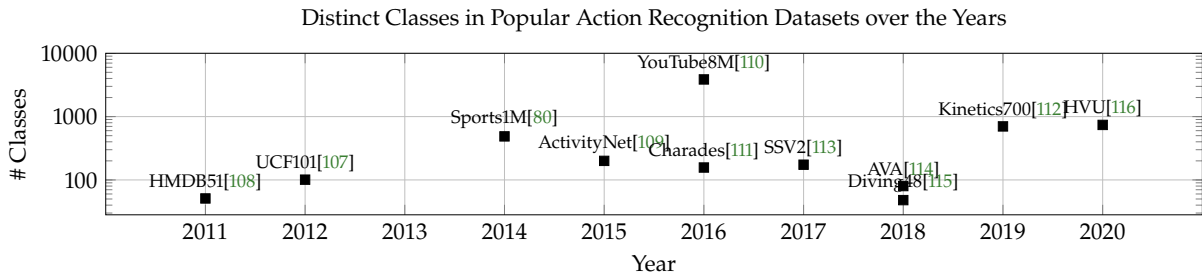 Distinct Classes in Popular Action Recognition Datasets over the Years
10000
1000
100
# Classes
YouTube8M[110]
Sports1M[80]
Kinetics700[112]
HVU[116]
ActivityNet[109]
Charades[111]
SSV2[113]
UCF101[107]
HMDB51[108]
AVA[114]
Diving48[115]
2011 2012 2013 2014 2015 2016 2017 2018 2019 2020
Year